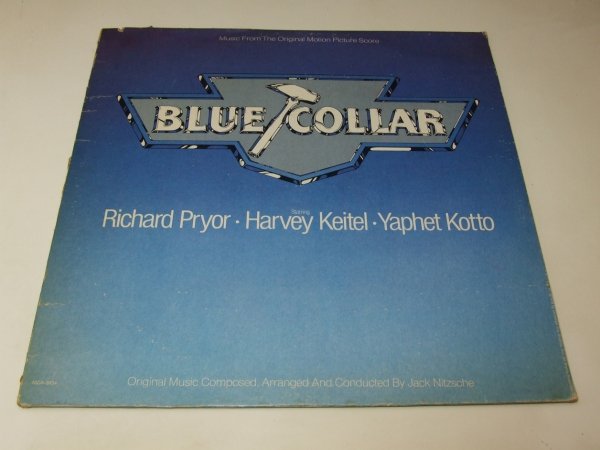 Music From The Original Motion Picture Score
BLUE COLLAR
Starring
Richard Pryor · Harvey Keitel · Yaphet Kotto
Original Music Composed, Arranged And Conducted By Jack Nitzsche